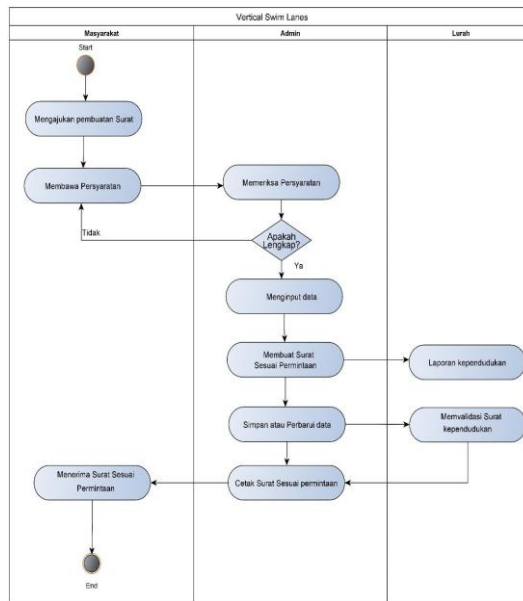 Vertical Swim Lanes
Masyarakat
Admin
Lurah
Start
Mengajukan pembuatan Surat
Membawa Persyaratan
Memeriksa Persyaratan
Apakah
Lengkap?
Tidak
Ya
Menginput data
Membuat Surat
Sesuai Permintaan
Laporan kependudukan
Simpan atau Perbarui data
Memvalidasi Surat
kependudukan
Menerima Surat Sesuai
Permintaan
Cetak Surat Sesuai permintaan
End